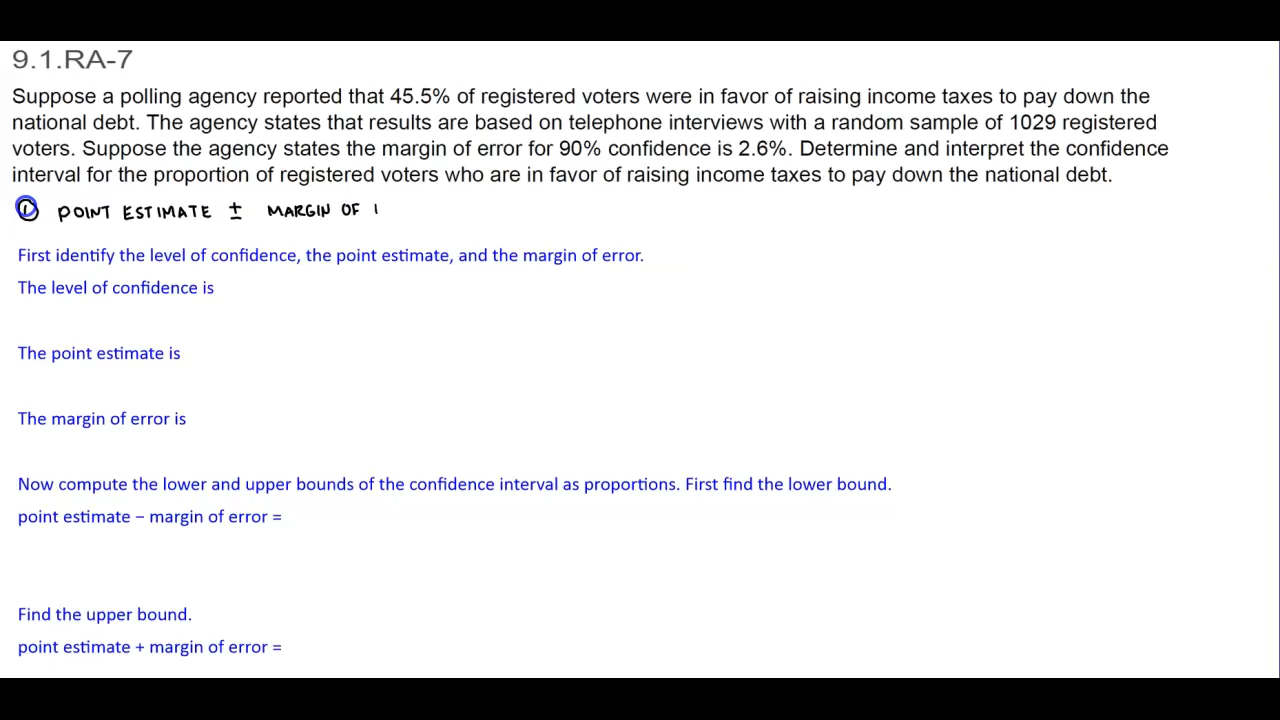 9.1.RA-7
Suppose a polling agency reported that 45.5% of registered voters were in favor of raising income taxes to pay down the
national debt. The agency states that results are based on telephone interviews with a random sample of 1029 registered
voters. Suppose the agency states the margin of error for 90% confidence is 2.6%. Determine and interpret the confidence
interval for the proportion of registered voters who are in favor of raising income taxes to pay down the national debt.
① POINT ESTIMATE ± MARGIN OF
First identify the level of confidence, the point estimate, and the margin of error.
The level of confidence is
The point estimate is
The margin of error is
Now compute the lower and upper bounds of the confidence interval as proportions. First find the lower bound.
point estimate − margin of error =
Find the upper bound.
point estimate + margin of error =